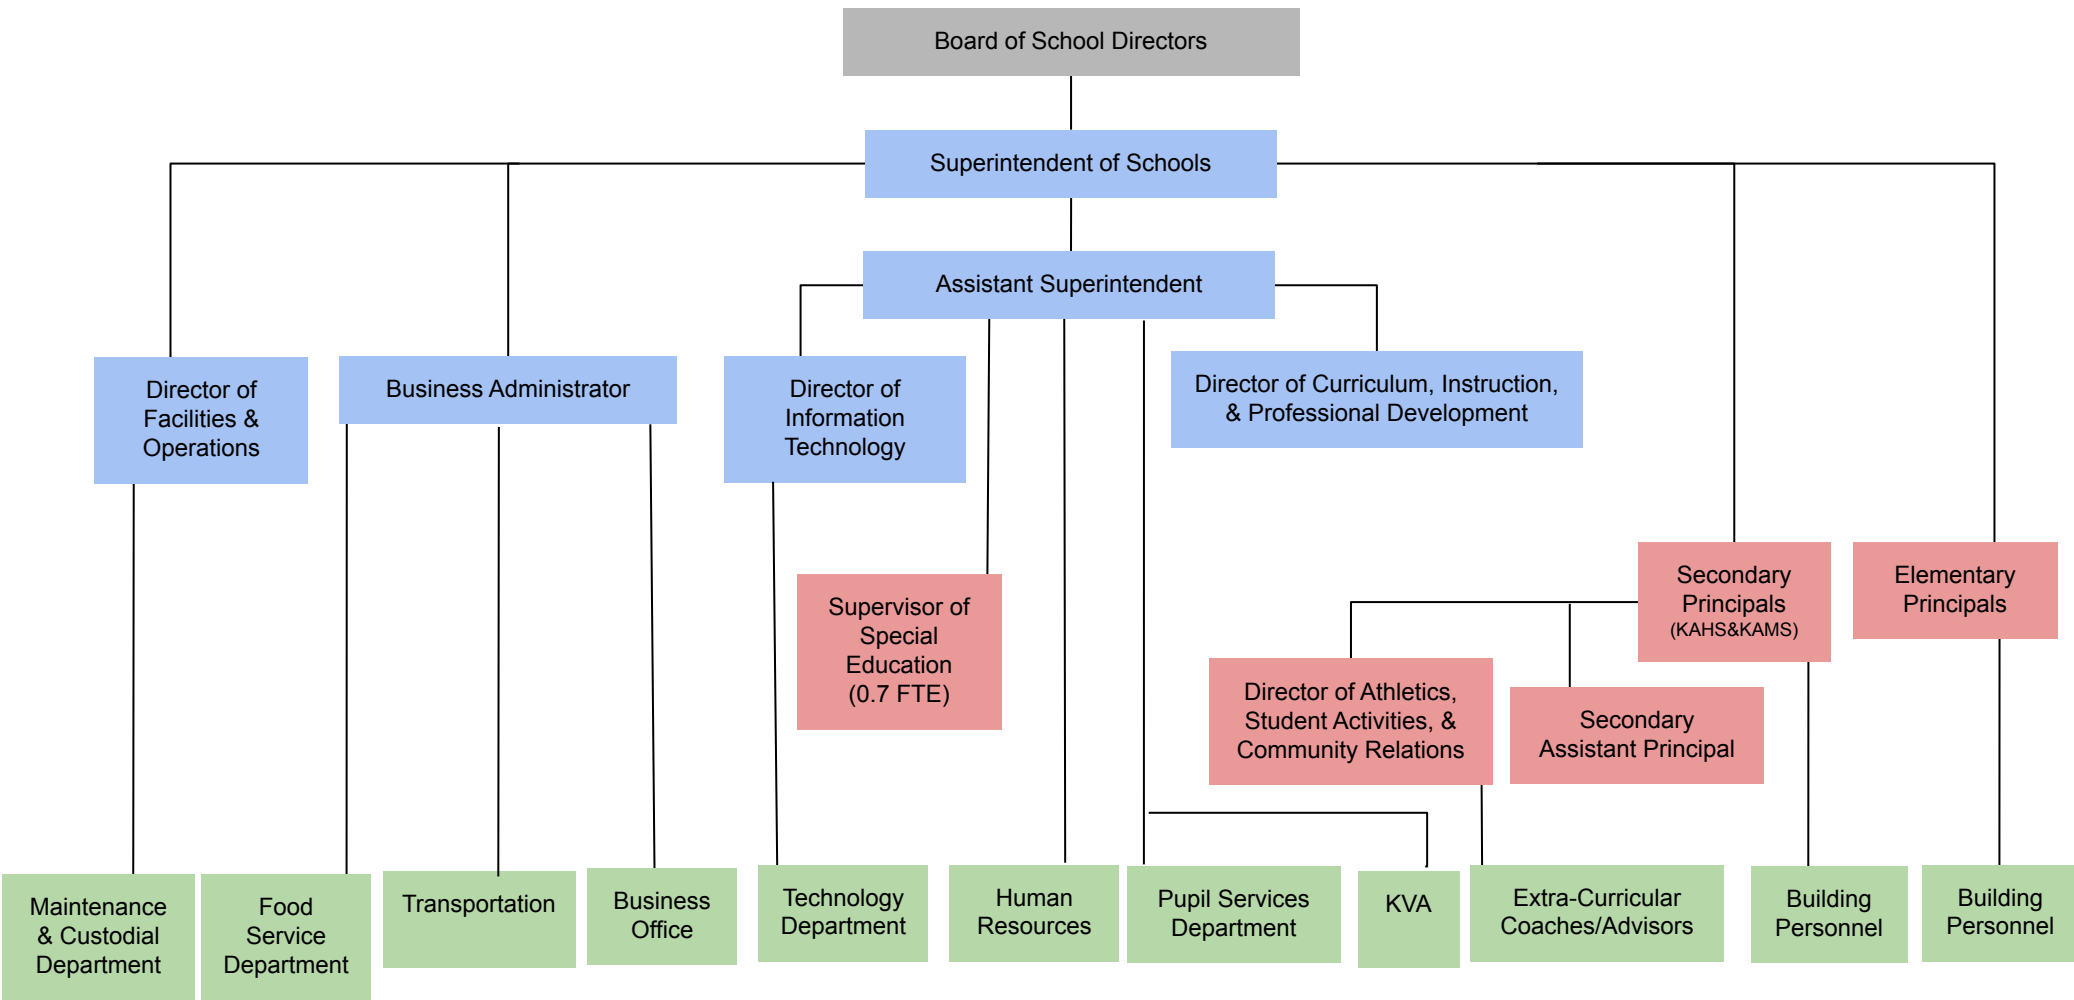 Board of School Directors
Superintendent of Schools
Assistant Superintendent
Director of
Facilities &
Operations
Business Administrator
Director of
Information
Technology
Director of Curriculum, Instruction,
& Professional Development
Supervisor of
Special
Education
(0.7 FTE)
Secondary
Principals
(KAHS&KAMS)
Elementary
Principals
Director of Athletics,
Student Activities, &
Community Relations
Secondary
Assistant Principal
Maintenance
& Custodial
Department
Food
Service
Department
Transportation
Business
Office
Technology
Department
Human
Resources
Pupil Services
Department
KVA
Extra-Curricular
Coaches/Advisors
Building
Personnel
Building
Personnel